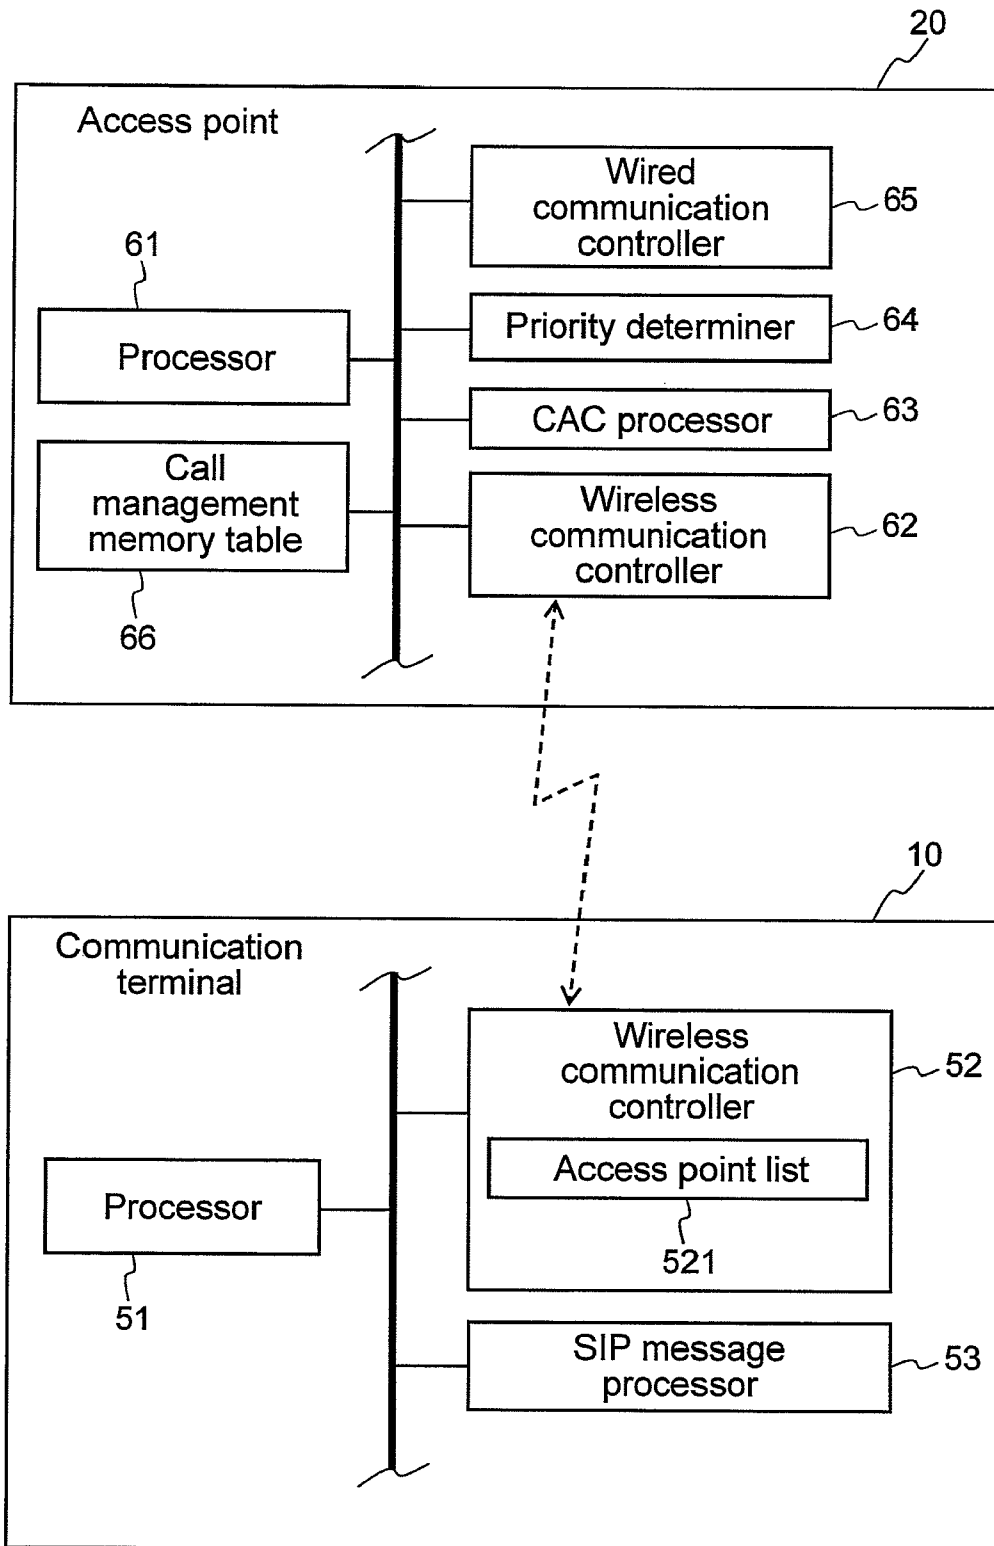 20
Access point
Wired
communication
controller
65
61
Processor
Priority determiner
64
CAC processor
63
Call
management
memory table
66
Wireless
communication
controller
62
10
Communication
terminal
Wireless
communication
controller
52
Access point list
521
Processor
51
SIP message
processor
53